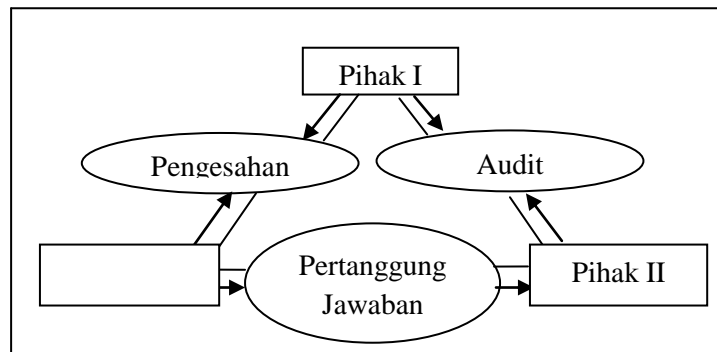 Pihak I
Pengesahan
Audit
Pertanggung
Jawaban
Pihak II